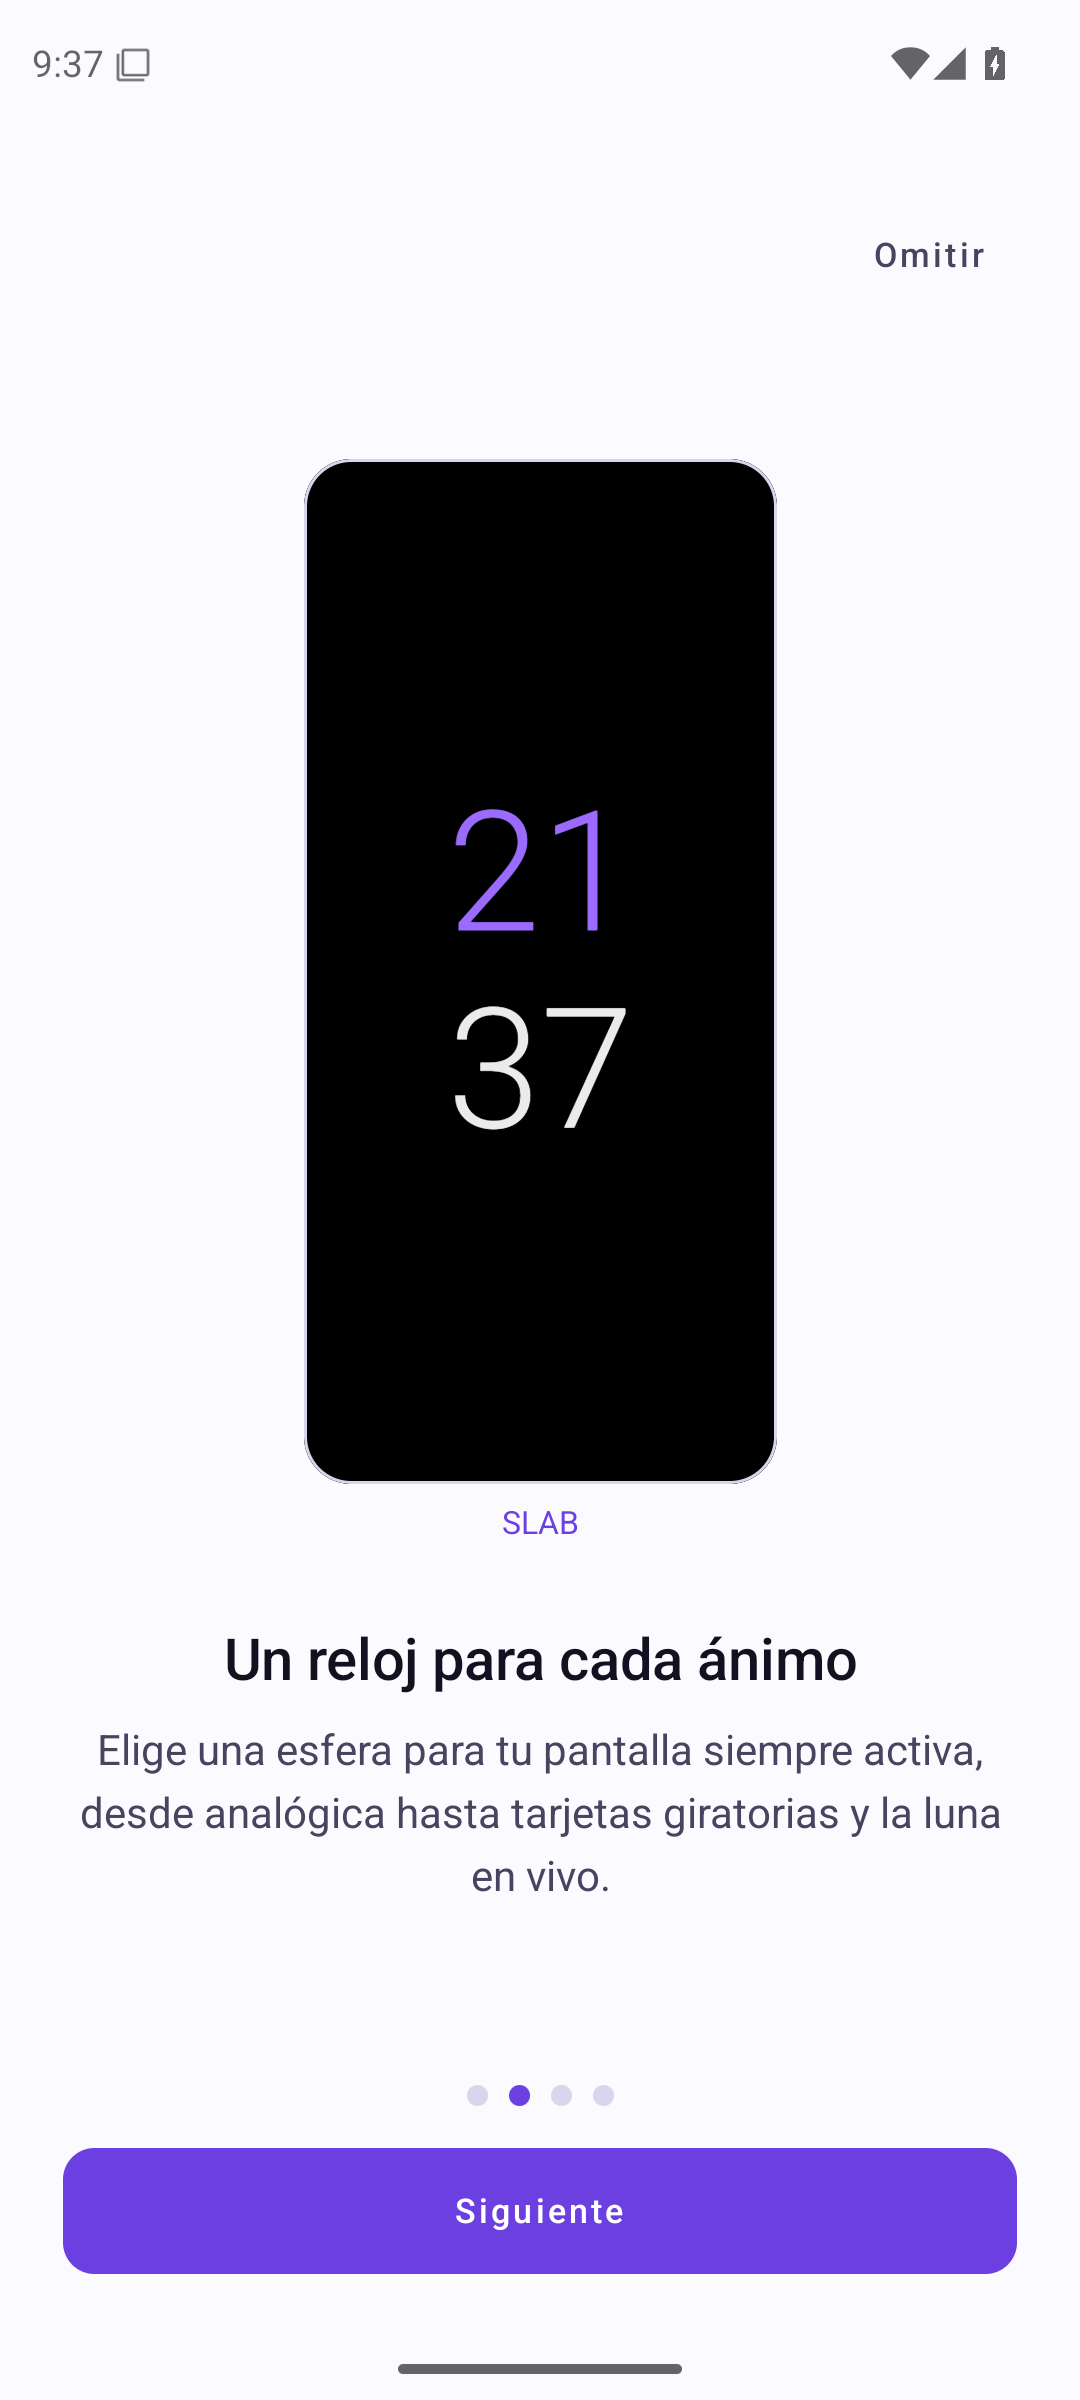 9:37
Omitir
21
37
SLAB
Un reloj para cada ánimo
Elige una esfera para tu pantalla siempre activa,
desde analógica hasta tarjetas giratorias y la luna
en vivo.
Siguiente